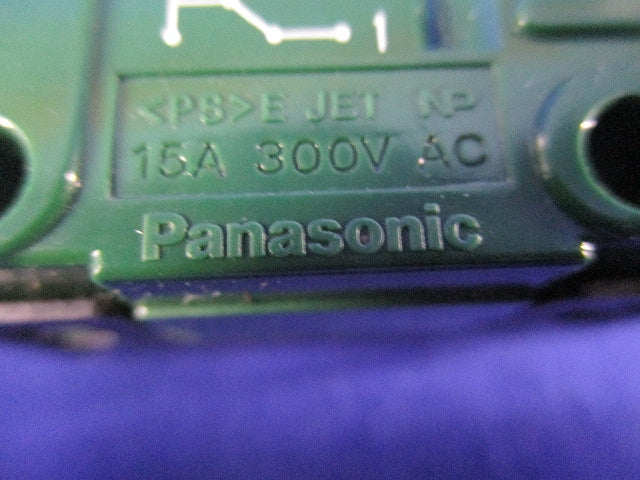 1
<PS>E JET NP
15A 300V AC
Panasonic